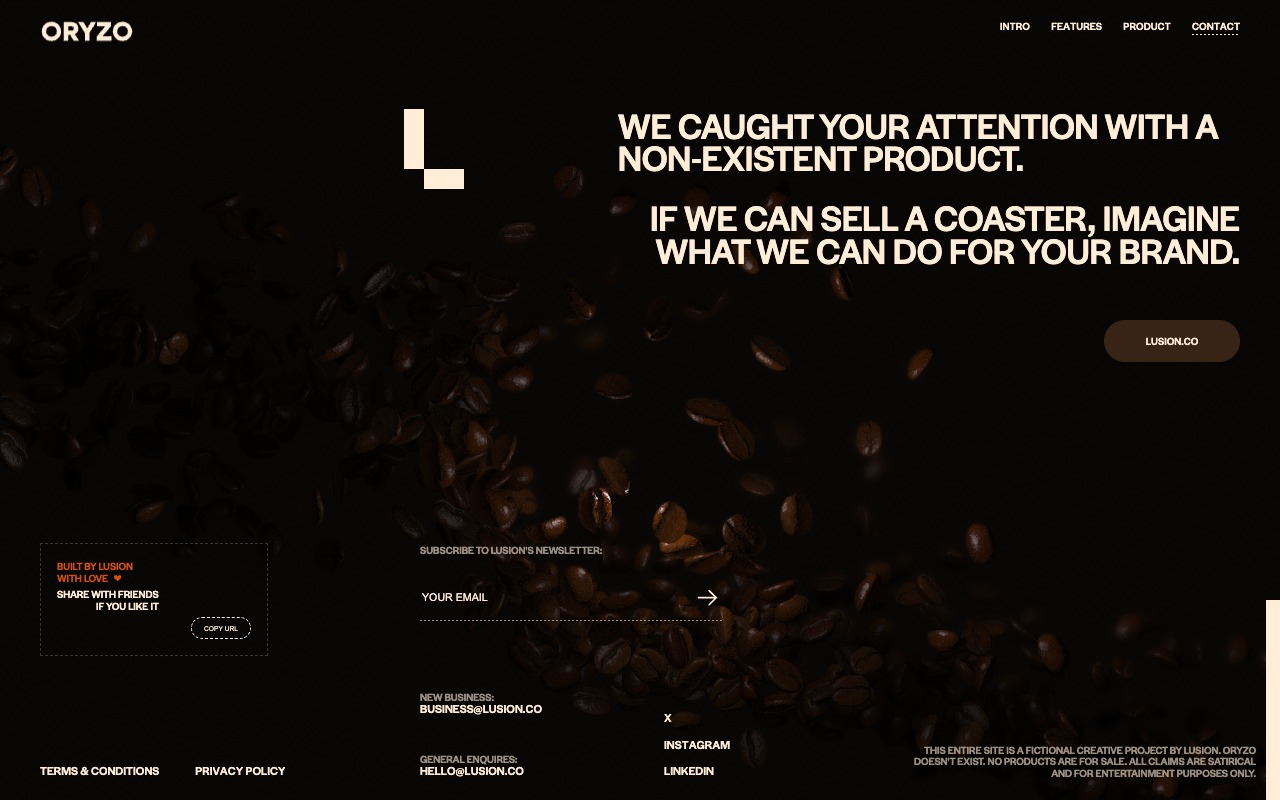 ORYZO
INTRO
FEATURES
PRODUCT
CONTACT
WE CAUGHT YOUR ATTENTION WITH A
NON-EXISTENT PRODUCT.
IF WE CAN SELL A COASTER, IMAGINE
WHAT WE CAN DO FOR YOUR BRAND.
LUSION.CO
BUILT BY LUSION
WITH LOVE ❤
SHARE WITH FRIENDS
IF YOU LIKE IT
COPY URL
SUBSCRIBE TO LUSION'S NEWSLETTER:
YOUR EMAIL
NEW BUSINESS:
BUSINESS@LUSION.CO
GENERAL ENQUIRES:
HELLO@LUSION.CO
X
INSTAGRAM
LINKEDIN
TERMS & CONDITIONS
PRIVACY POLICY
THIS ENTIRE SITE IS A FICTIONAL CREATIVE PROJECT BY LUSION. ORYZO
DOESN'T EXIST. NO PRODUCTS ARE FOR SALE. ALL CLAIMS ARE SATIRICAL
AND FOR ENTERTAINMENT PURPOSES ONLY.